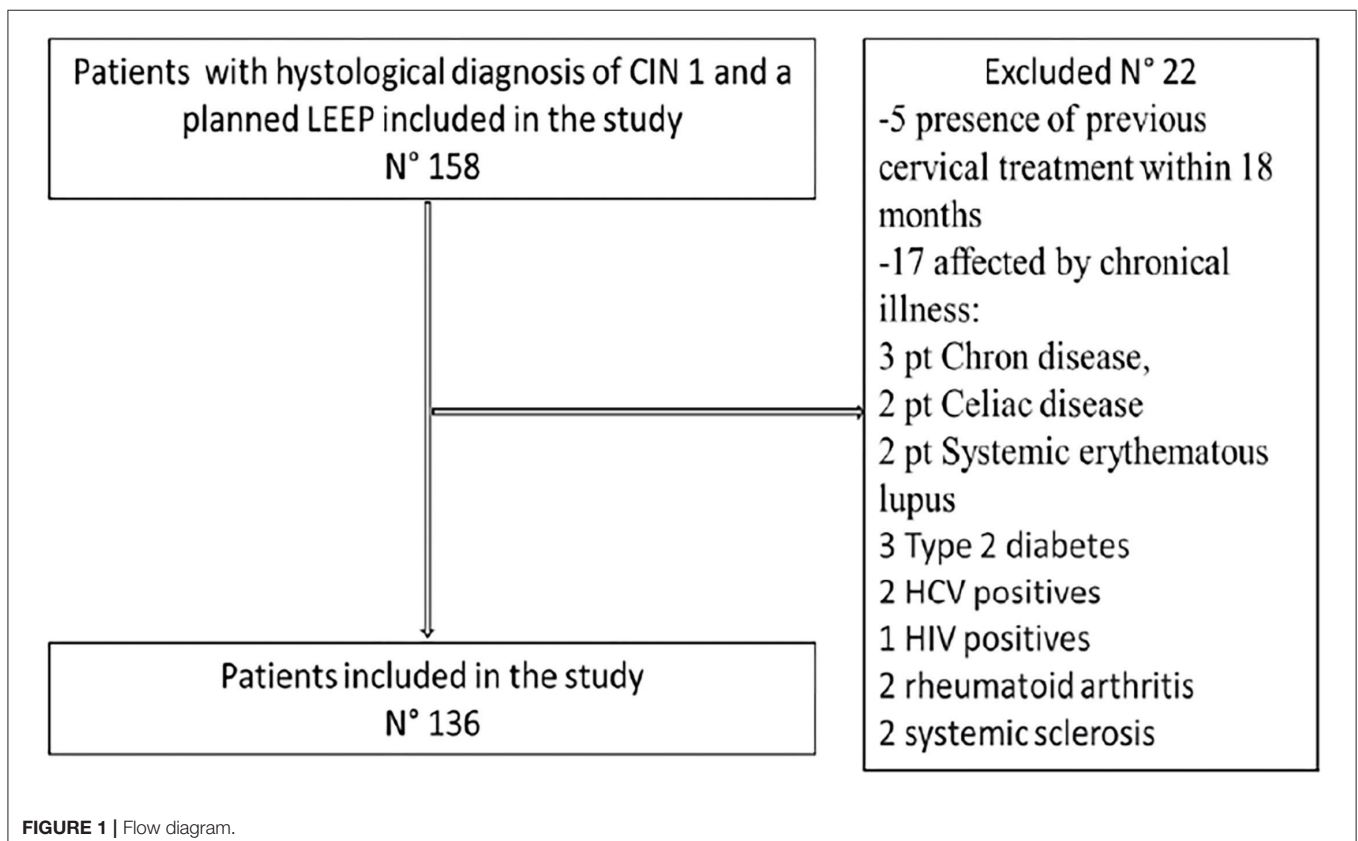 Patients with hystological diagnosis of CIN 1 and a
planned LEEP included in the study
N° 158
Excluded N° 22
-5 presence of previous
cervical treatment within 18
months
-17 affected by chronical
illness:
3 pt Chron disease,
2 pt Celiac disease
2 pt Systemic erythematous
lupus
3 Type 2 diabetes
2 HCV positives
1 HIV positives
2 rheumatoid arthritis
2 systemic sclerosis
Patients included in the study
N° 136
FIGURE 1 | Flow diagram.